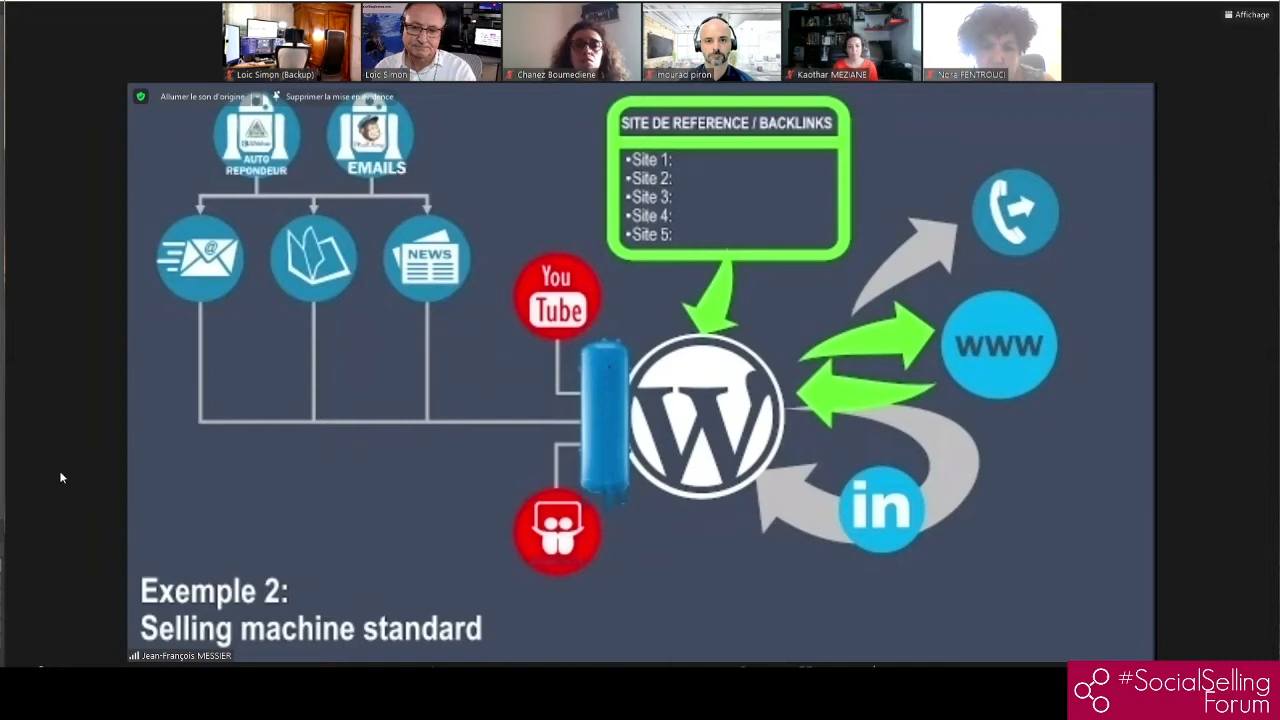 Affichage
Loic Simon (Backup)
Loic Simon
Chanez Boumediene
mourad piron
Kaothar MEZIANE
Nora FENTROUCI
Allumer le son d'origine
Supprimer la mise en évidence
AUTO
REPONDEUR
EMAILS
SITE DE REFERENCE / BACKLINKS
•Site 1:
•Site 2:
•Site 3:
•Site 4:
•Site 5:
@
NEWS
You
Tube
WWW
W
in
Exemple 2:
Selling machine standard
Jean-François MESSIER
#SocialSelling
Forum